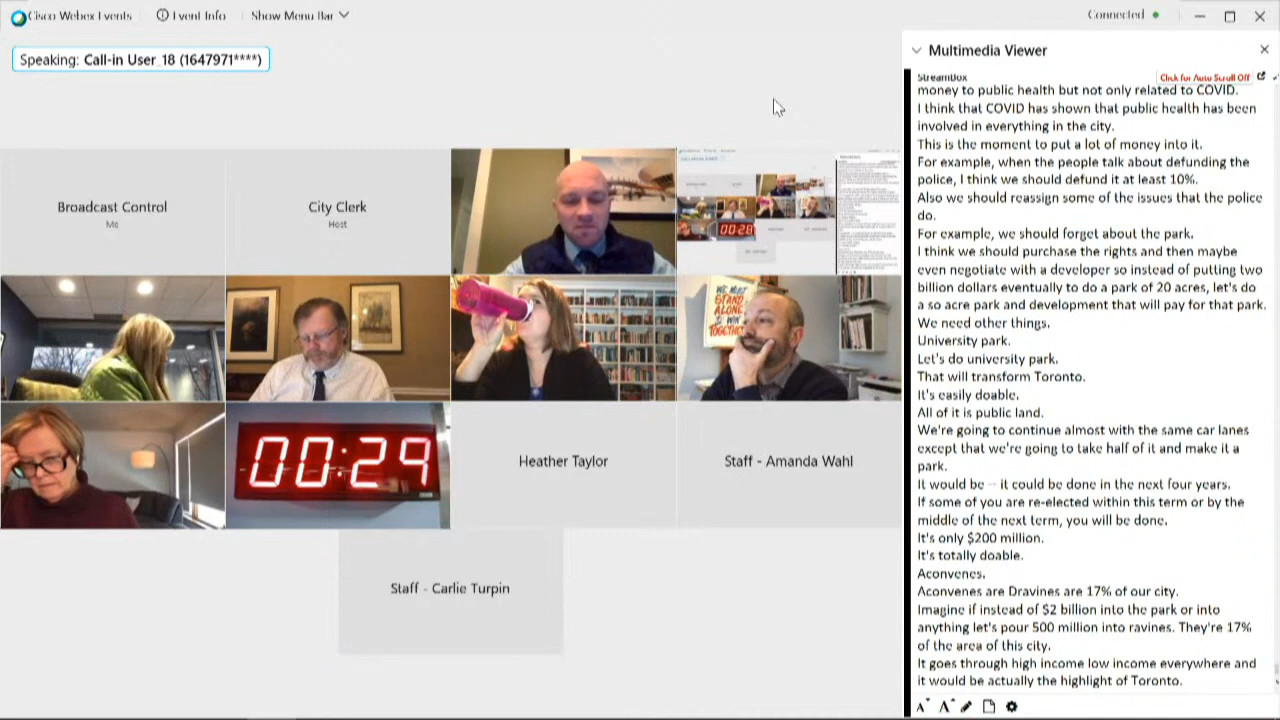 Cisco Webex Events
Event Info
Show Menu Bar
Connected
Speaking: Call-in User_18 (1647971****)
Broadcast Cont
Me
City Clerk
Host
00:28
WE MUST
STAND
ALONE
TO WIN
TOGETHER
00:29
Heather Taylor
Staff - Amanda Wahl
Staff - Carlie Turpin
Multimedia Viewer
StreamBox
Click for Auto Scroll Off
money to public health but not only related to COVID.
I think that COVID has shown that public health has been
involved in everything in the city.
This is the moment to put a lot of money into it.
For example, when the people talk about defunding the
police, I think we should defund it at least 10%.
Also we should reassign some of the issues that the police
do.
For example, we should forget about the park.
I think we should purchase the rights and then maybe
even negotiate with a developer so instead of putting two
billion dollars eventually to do a park of 20 acres, let's do
a so acre park and development that will pay for that park.
We need other things.
University park.
Let's do university park.
That will transform Toronto.
It's easily doable.
All of it is public land.
We're going to continue almost with the same car lanes
except that we're going to take half of it and make it a
park.
It would be -- it could be done in the next four years.
If some of you are re-elected within this term or by the
middle of the next term, you will be done.
It's only $200 million.
It's totally doable.
Aconvenes.
Aconvenes are Dravines are 17% of our city.
Imagine if instead of $2 billion into the park or into
anything let's pour 500 million into ravines. They're 17%
of the area of this city.
It goes through high income low income everywhere and
it would be actually the highlight of Toronto.